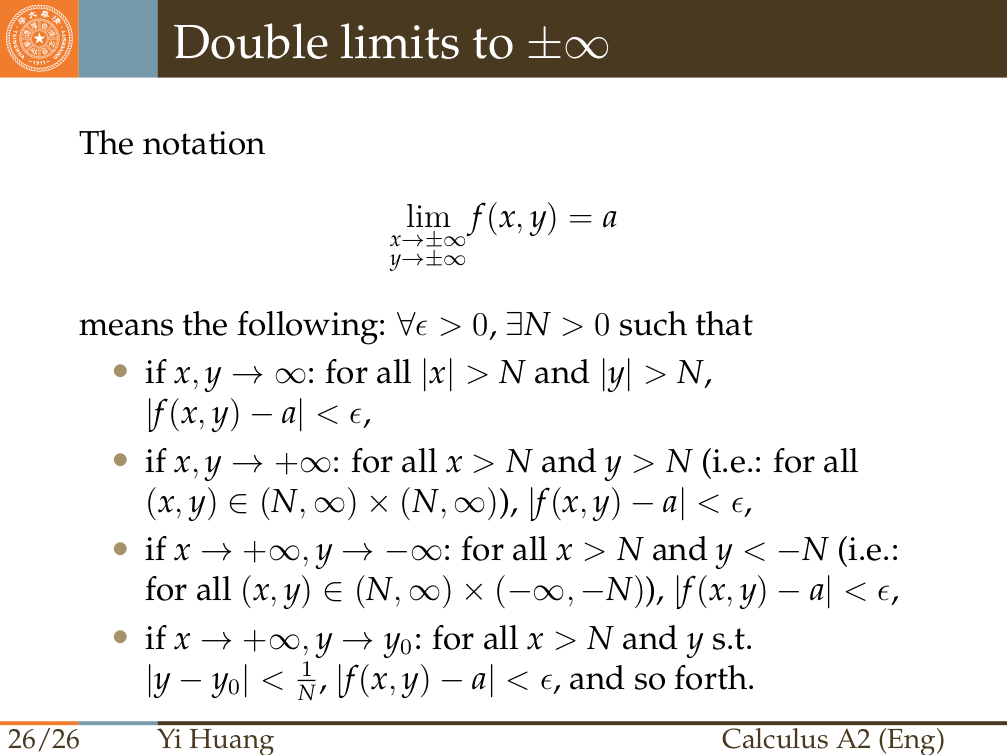 Double limits to ±∞
The notation
lim f(x, y) = a
x→±∞
y→±∞
means the following: ∀ϵ > 0, ∃N > 0 such that
• if x, y → ∞: for all |x| > N and |y| > N,
|f(x, y) − a| < ϵ,
• if x, y → +∞: for all x > N and y > N (i.e.: for all
(x, y) ∈ (N, ∞) × (N, ∞)), |f(x, y) − a| < ϵ,
• if x → +∞, y → −∞: for all x > N and y < −N (i.e.:
for all (x, y) ∈ (N, ∞) × (−∞, −N)), |f(x, y) − a| < ϵ,
• if x → +∞, y → y₀: for all x > N and y s.t.
|y − y₀| < 1/N, |f(x, y) − a| < ϵ, and so forth.
26/26 Yi Huang Calculus A2 (Eng)